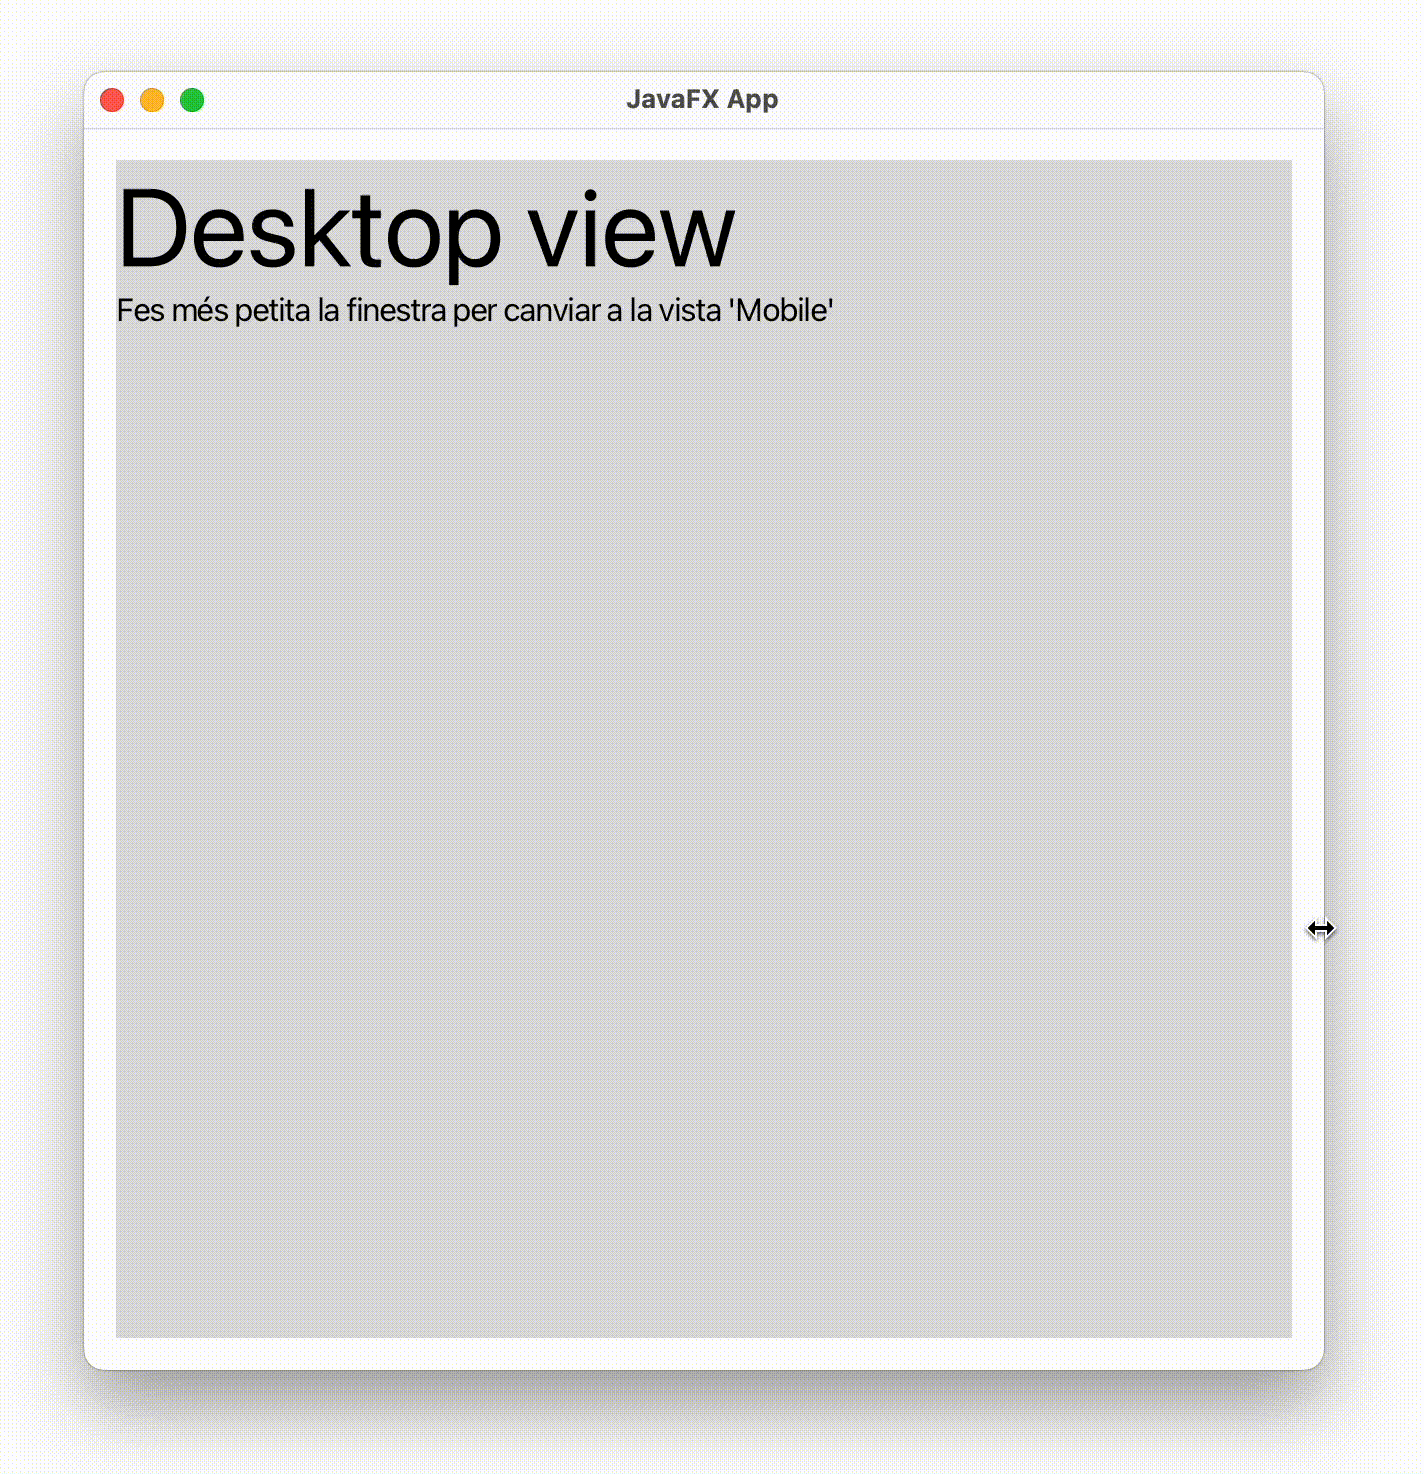 JavaFX App
Desktop view
Fes més petita la finestra per canviar a la vista 'Mobile'